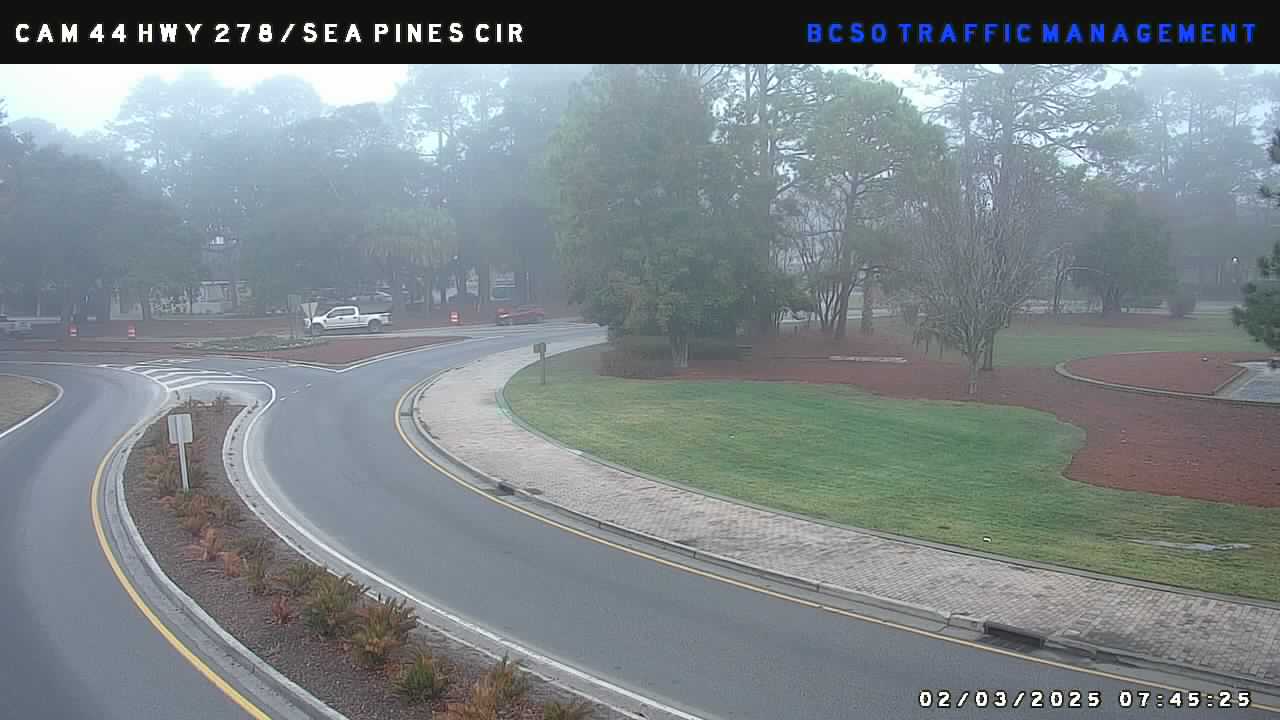 CAM 44 HWY 278/SEA PINES CIR
BCSO TRAFFIC MANAGEMENT
02/03/2025 07:45:25